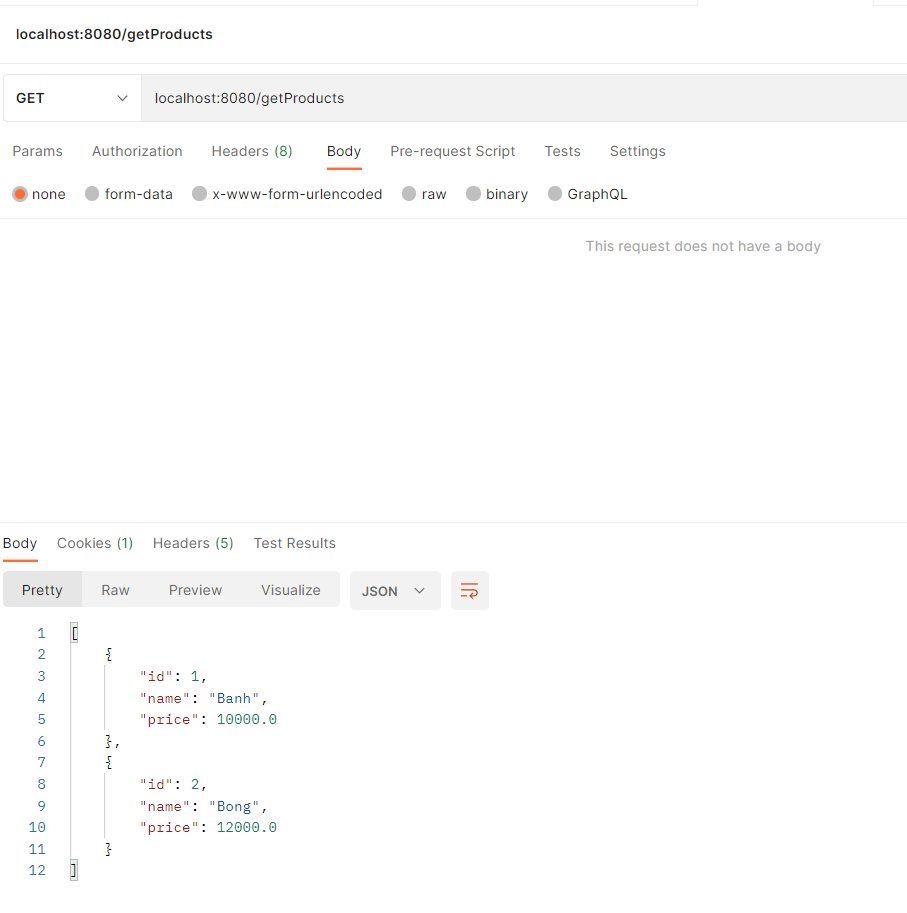 localhost:8080/getProducts
GET localhost:8080/getProducts
Params Authorization Headers (8) Body Pre-request Script Tests Settings
none form-data x-www-form-urlencoded raw binary GraphQL
This request does not have a body
Body Cookies (1) Headers (5) Test Results
Pretty Raw Preview Visualize JSON
1 [
2 {
3 "id": 1,
4 "name": "Banh",
5 "price": 10000.0
6 },
7 {
8 "id": 2,
9 "name": "Bong",
10 "price": 12000.0
11 }
12 ]